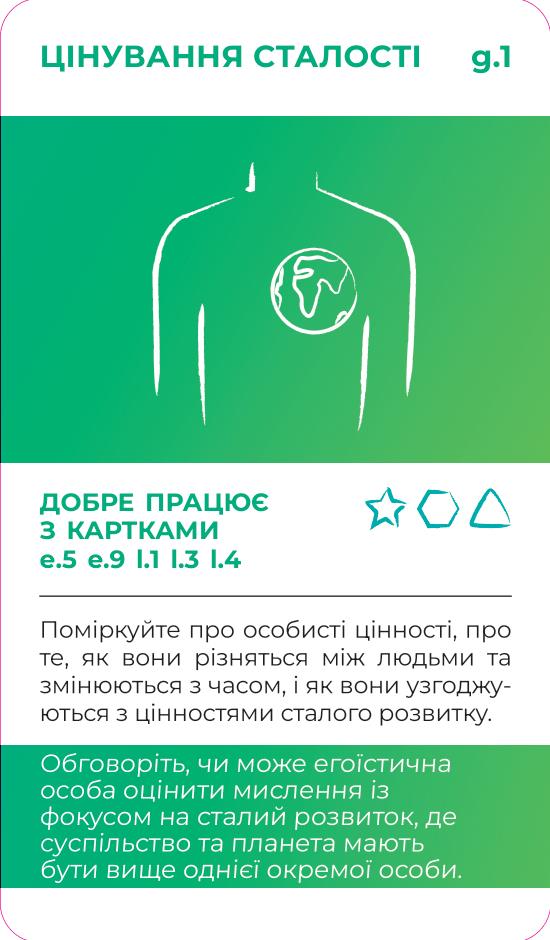 ЦІНУВАННЯ СТАЛОСТІ g.1
ДОБРЕ ПРАЦЮЄ
З КАРТКАМИ
e.5 e.9 l.1 l.3 l.4
Поміркуйте про особисті цінності, про
те, як вони різняться між людьми та
змінюються з часом, і як вони узгоджу-
ються з цінностями сталого розвитку.
Обговоріть, чи може егоїстична
особа оцінити мислення із
фокусом на сталий розвиток, де
суспільство та планета мають
бути вище однієї окремої особи.